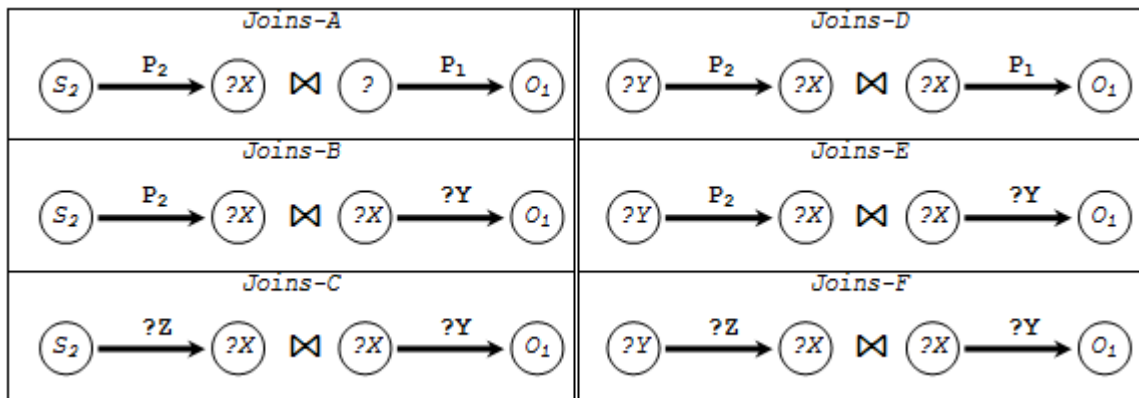 Joins-A
P₂ P₁
S₂ ?X ⋈ ? O₁
Joins-D
P₂ P₁
?Y ?X ⋈ ?X O₁
Joins-B
P₂ ?Y
S₂ ?X ⋈ ?X O₁
Joins-E
P₂ ?Y
?Y ?X ⋈ ?X O₁
Joins-C
?Z ?Y
S₂ ?X ⋈ ?X O₁
Joins-F
?Z ?Y
?Y ?X ⋈ ?X O₁